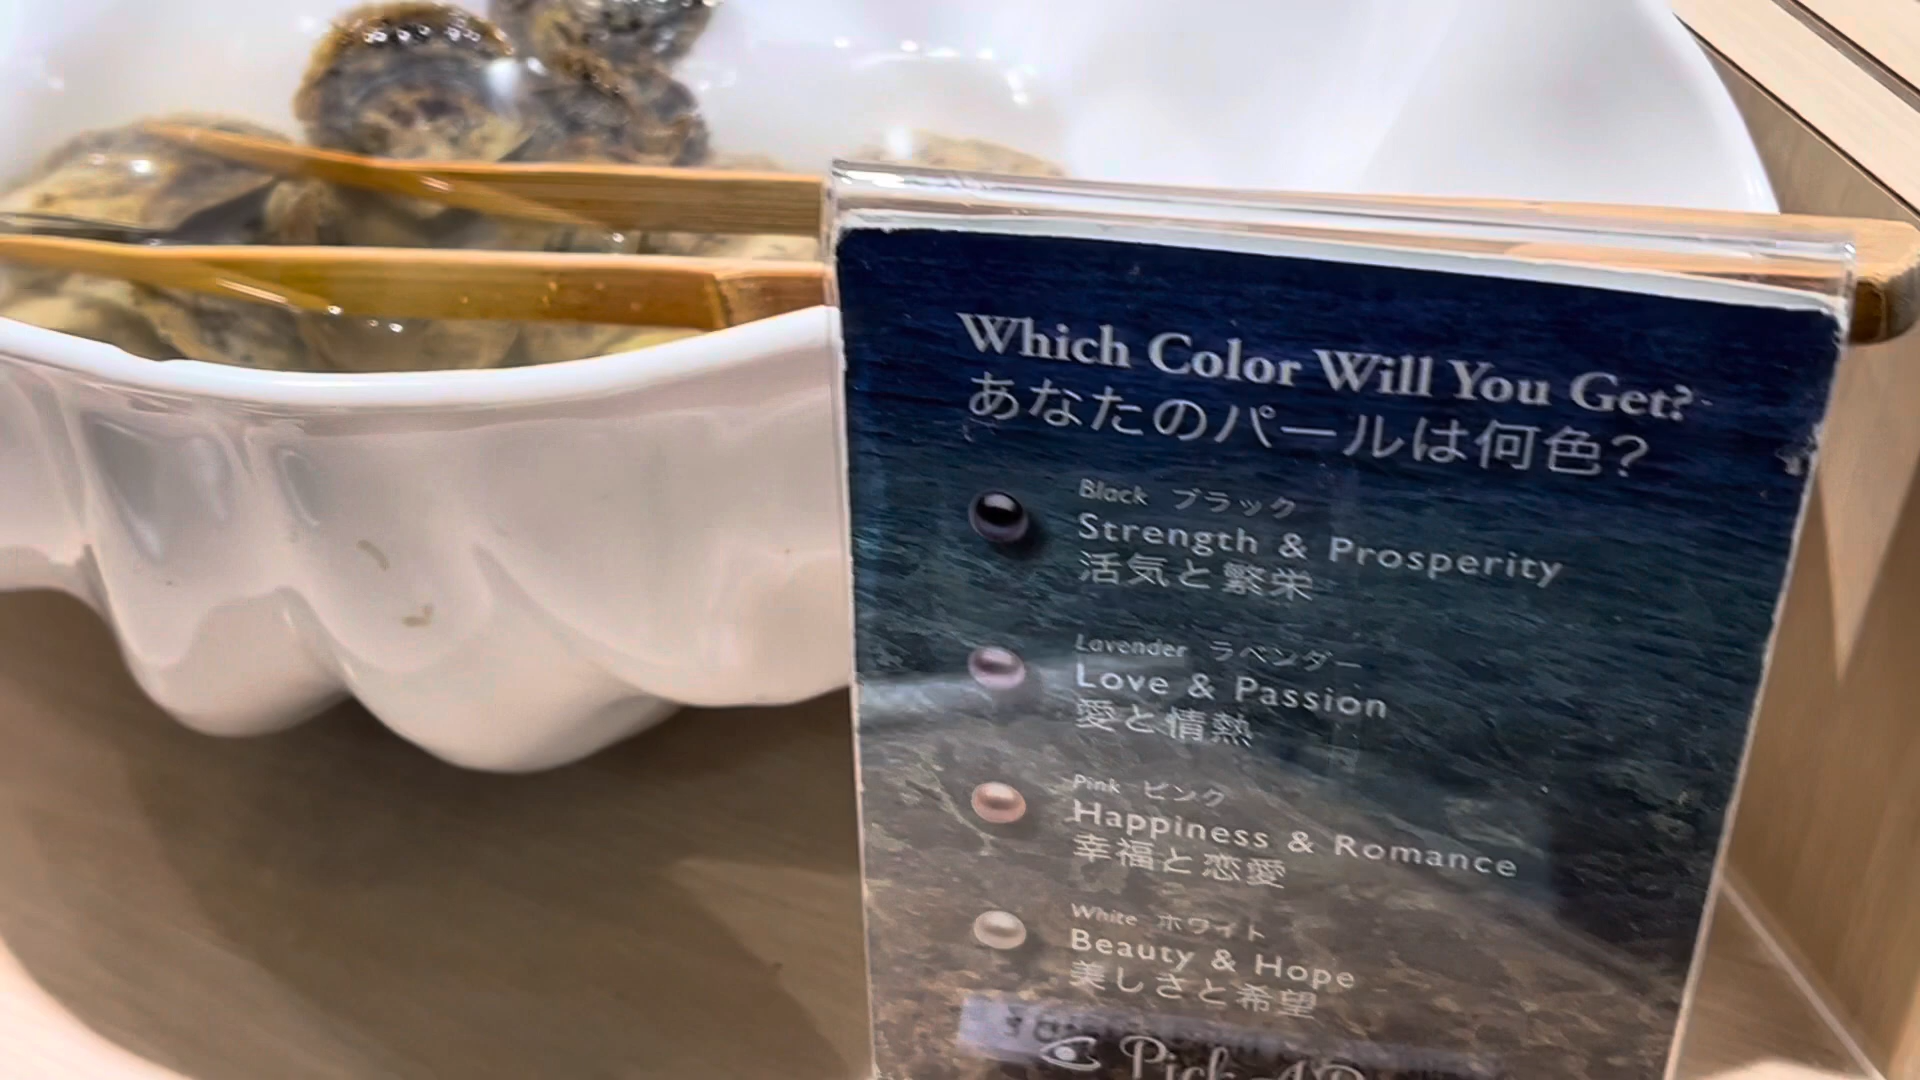 Which Color Will You Get?
あなたのパールは何色?
Black ブラック
Strength & Prosperity
活気と繁栄
Lavender ラベンダー
Love & Passion
愛と情熱
Pink ピンク
Happiness & Romance
幸福と恋愛
White ホワイト
Beauty & Hope
美しさと希望
Pick